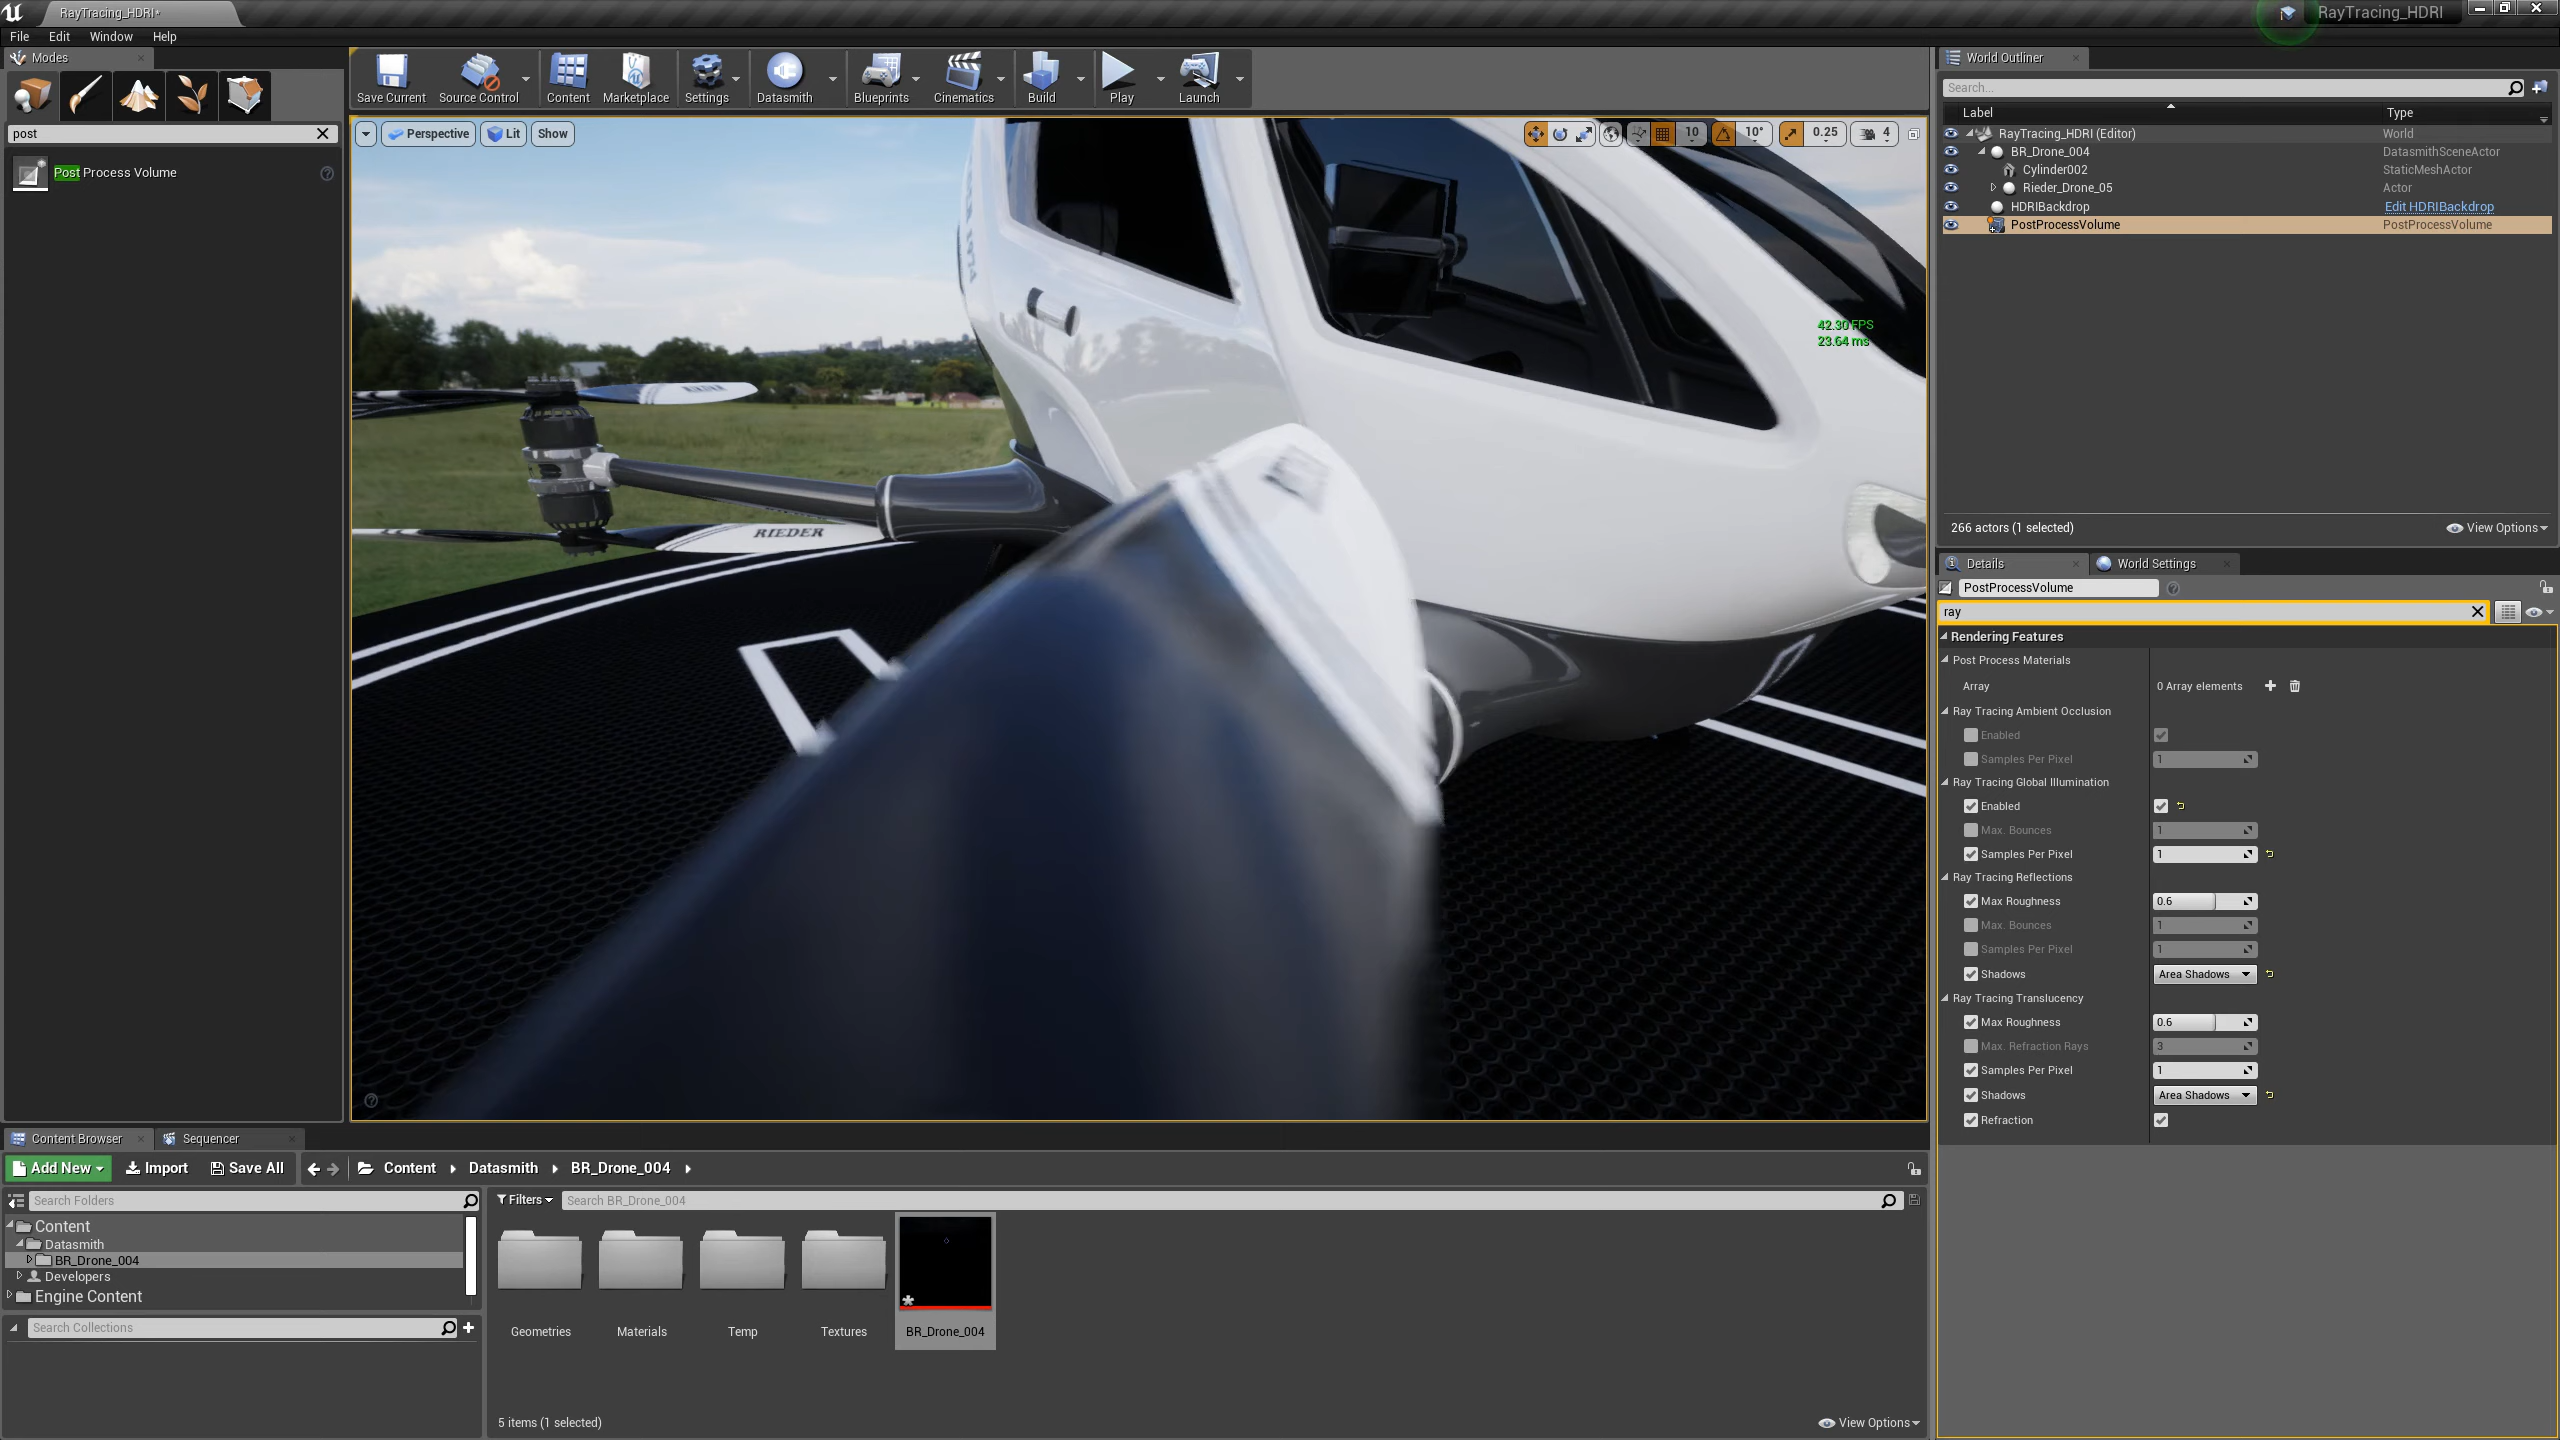 RayTracing_HDRI*
RayTracing_HDRI
File Edit Window Help
Modes
post
Post Process Volume
Save Current
Source Control
Content
Marketplace
Settings
Datasmith
Blueprints
Cinematics
Build
Play
Launch
Perspective
Lit
Show
10
10°
0.25
4
42.30 FPS
23.64 ms
RIEDER
World Outliner
Search...
Label Type
RayTracing_HDRI (Editor) World
BR_Drone_004 DatasmithSceneActor
Cylinder002 StaticMeshActor
Rieder_Drone_05 Actor
HDRIBackdrop Edit HDRIBackdrop
PostProcessVolume PostProcessVolume
266 actors (1 selected)
View Options
Details
World Settings
PostProcessVolume
ray
Rendering Features
Post Process Materials
Array 0 Array elements
Ray Tracing Ambient Occlusion
Enabled
Samples Per Pixel 1
Ray Tracing Global Illumination
Enabled
Max. Bounces 1
Samples Per Pixel 1
Ray Tracing Reflections
Max Roughness 0.6
Max. Bounces 1
Samples Per Pixel 1
Shadows Area Shadows
Ray Tracing Translucency
Max Roughness 0.6
Max. Refraction Rays 3
Samples Per Pixel 1
Shadows Area Shadows
Refraction
Content Browser
Sequencer
Add New
Import
Save All
Content
Datasmith
BR_Drone_004
Search Folders
Filters
Search BR_Drone_004
Content
Datasmith
BR_Drone_004
Developers
Engine Content
Search Collections
Geometries
Materials
Temp
Textures
BR_Drone_004
5 items (1 selected)
View Options